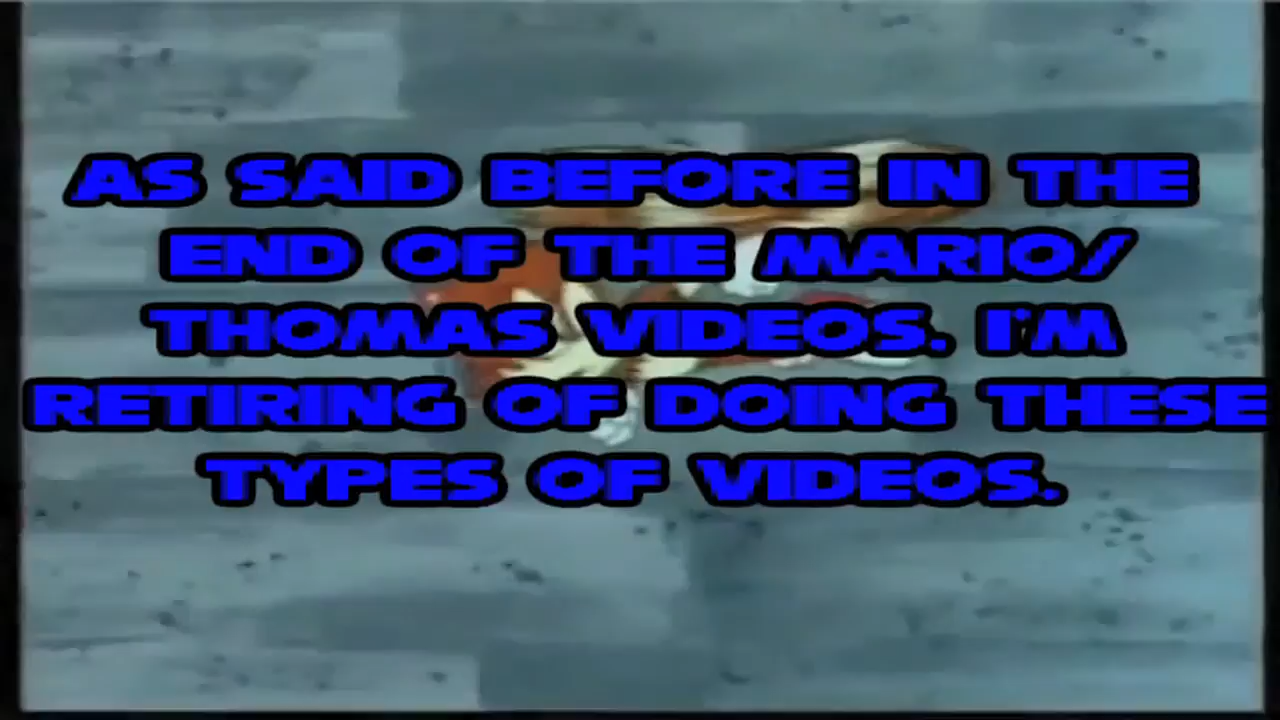 AS SAID BEFORE IN THE
END OF THE MARIO/
THOMAS VIDEOS. I'M
RETIRING OF DOING THESE
TYPES OF VIDEOS.